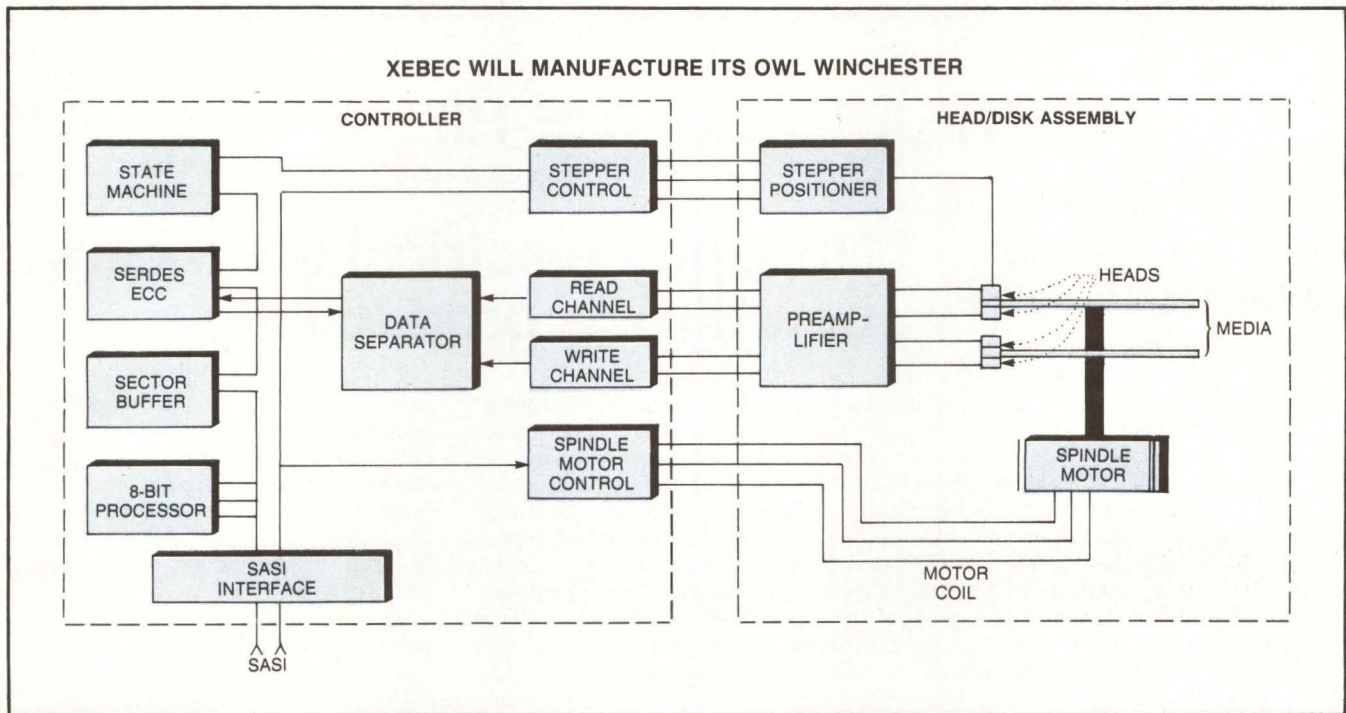 XEBEC WILL MANUFACTURE ITS OWL WINCHESTER
CONTROLLER
HEAD/DISK ASSEMBLY
STATE
MACHINE
STEPPER
CONTROL
STEPPER
POSITIONER
SERDES
ECC
DATA
SEPARATOR
READ
CHANNEL
WRITE
CHANNEL
PREAMP-
LIFIER
HEADS
MEDIA
SECTOR
BUFFER
8-BIT
PROCESSOR
SPINDLE
MOTOR
CONTROL
SPINDLE
MOTOR
SASI
INTERFACE
MOTOR
COIL
SASI